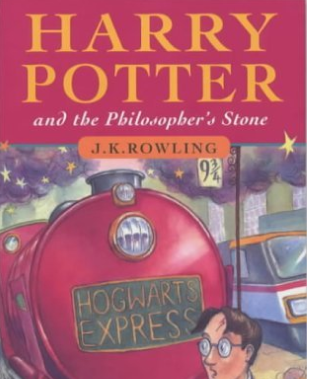 HARRY
POTTER
and the Philosopher's Stone
J.K.ROWLING
9¾
HOGWARTS
EXPRESS